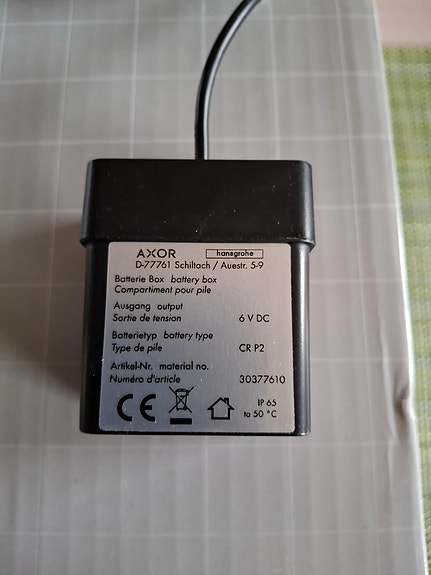 AXOR hansgrohe
D-77761 Schiltach / Auestr. 5-9
Batterie Box battery box
Compartiment pour pile
Ausgang output
Sortie de tension 6 V DC
Batterietyp battery type
Type de pile CR P2
Artikel-Nr. material no.
Numéro d'article 30377610
CE IP 65
ta 50 °C